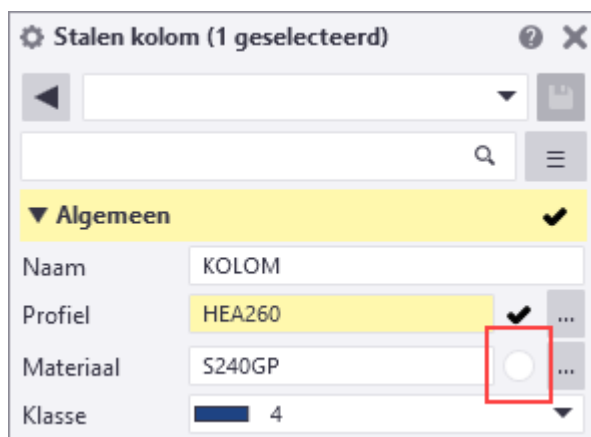 Stalen kolom (1 geselecteerd)
Algemeen
Naam KOLOM
Profiel HEA260 ...
Materiaal S240GP ...
Klasse 4